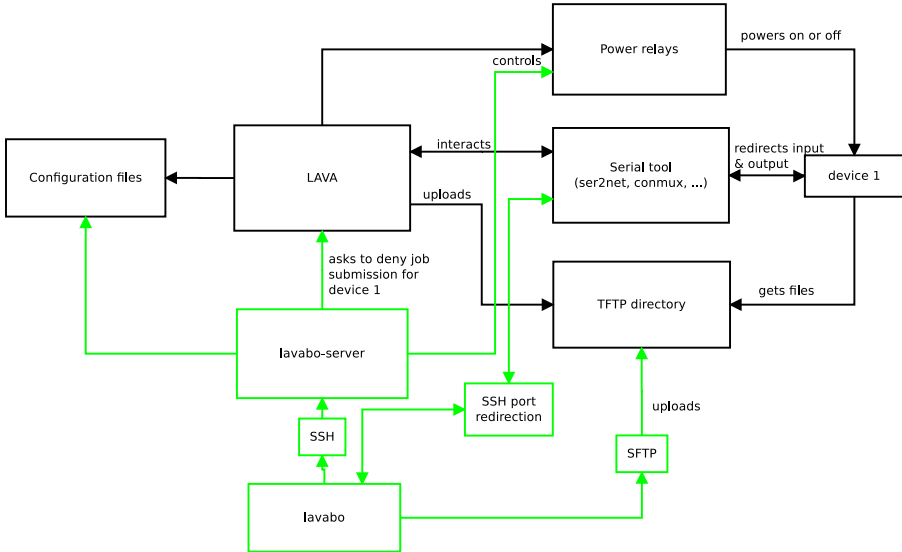 Power relays
powers on or off
controls
interacts
Configuration files
LAVA
Serial tool
(ser2net, conmux, ...)
redirects input
& output
device 1
uploads
asks to deny job
submission for
device 1
TFTP directory
gets files
lavabo-server
SSH port
redirection
uploads
SSH
SFTP
lavabo